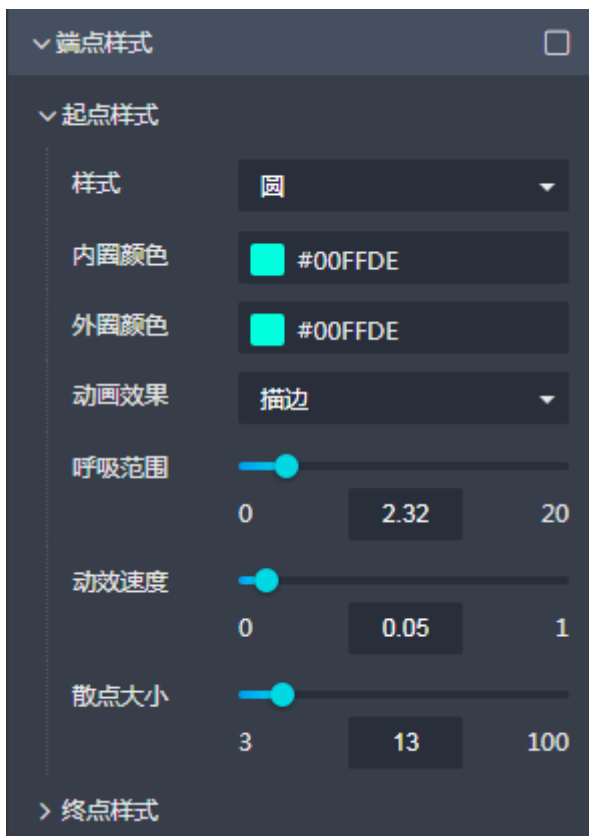 端点样式
起点样式
样式 圆
内圈颜色 #00FFDE
外圈颜色 #00FFDE
动画效果 描边
呼吸范围
0 2.32 20
动效速度
0 0.05 1
散点大小
3 13 100
终点样式